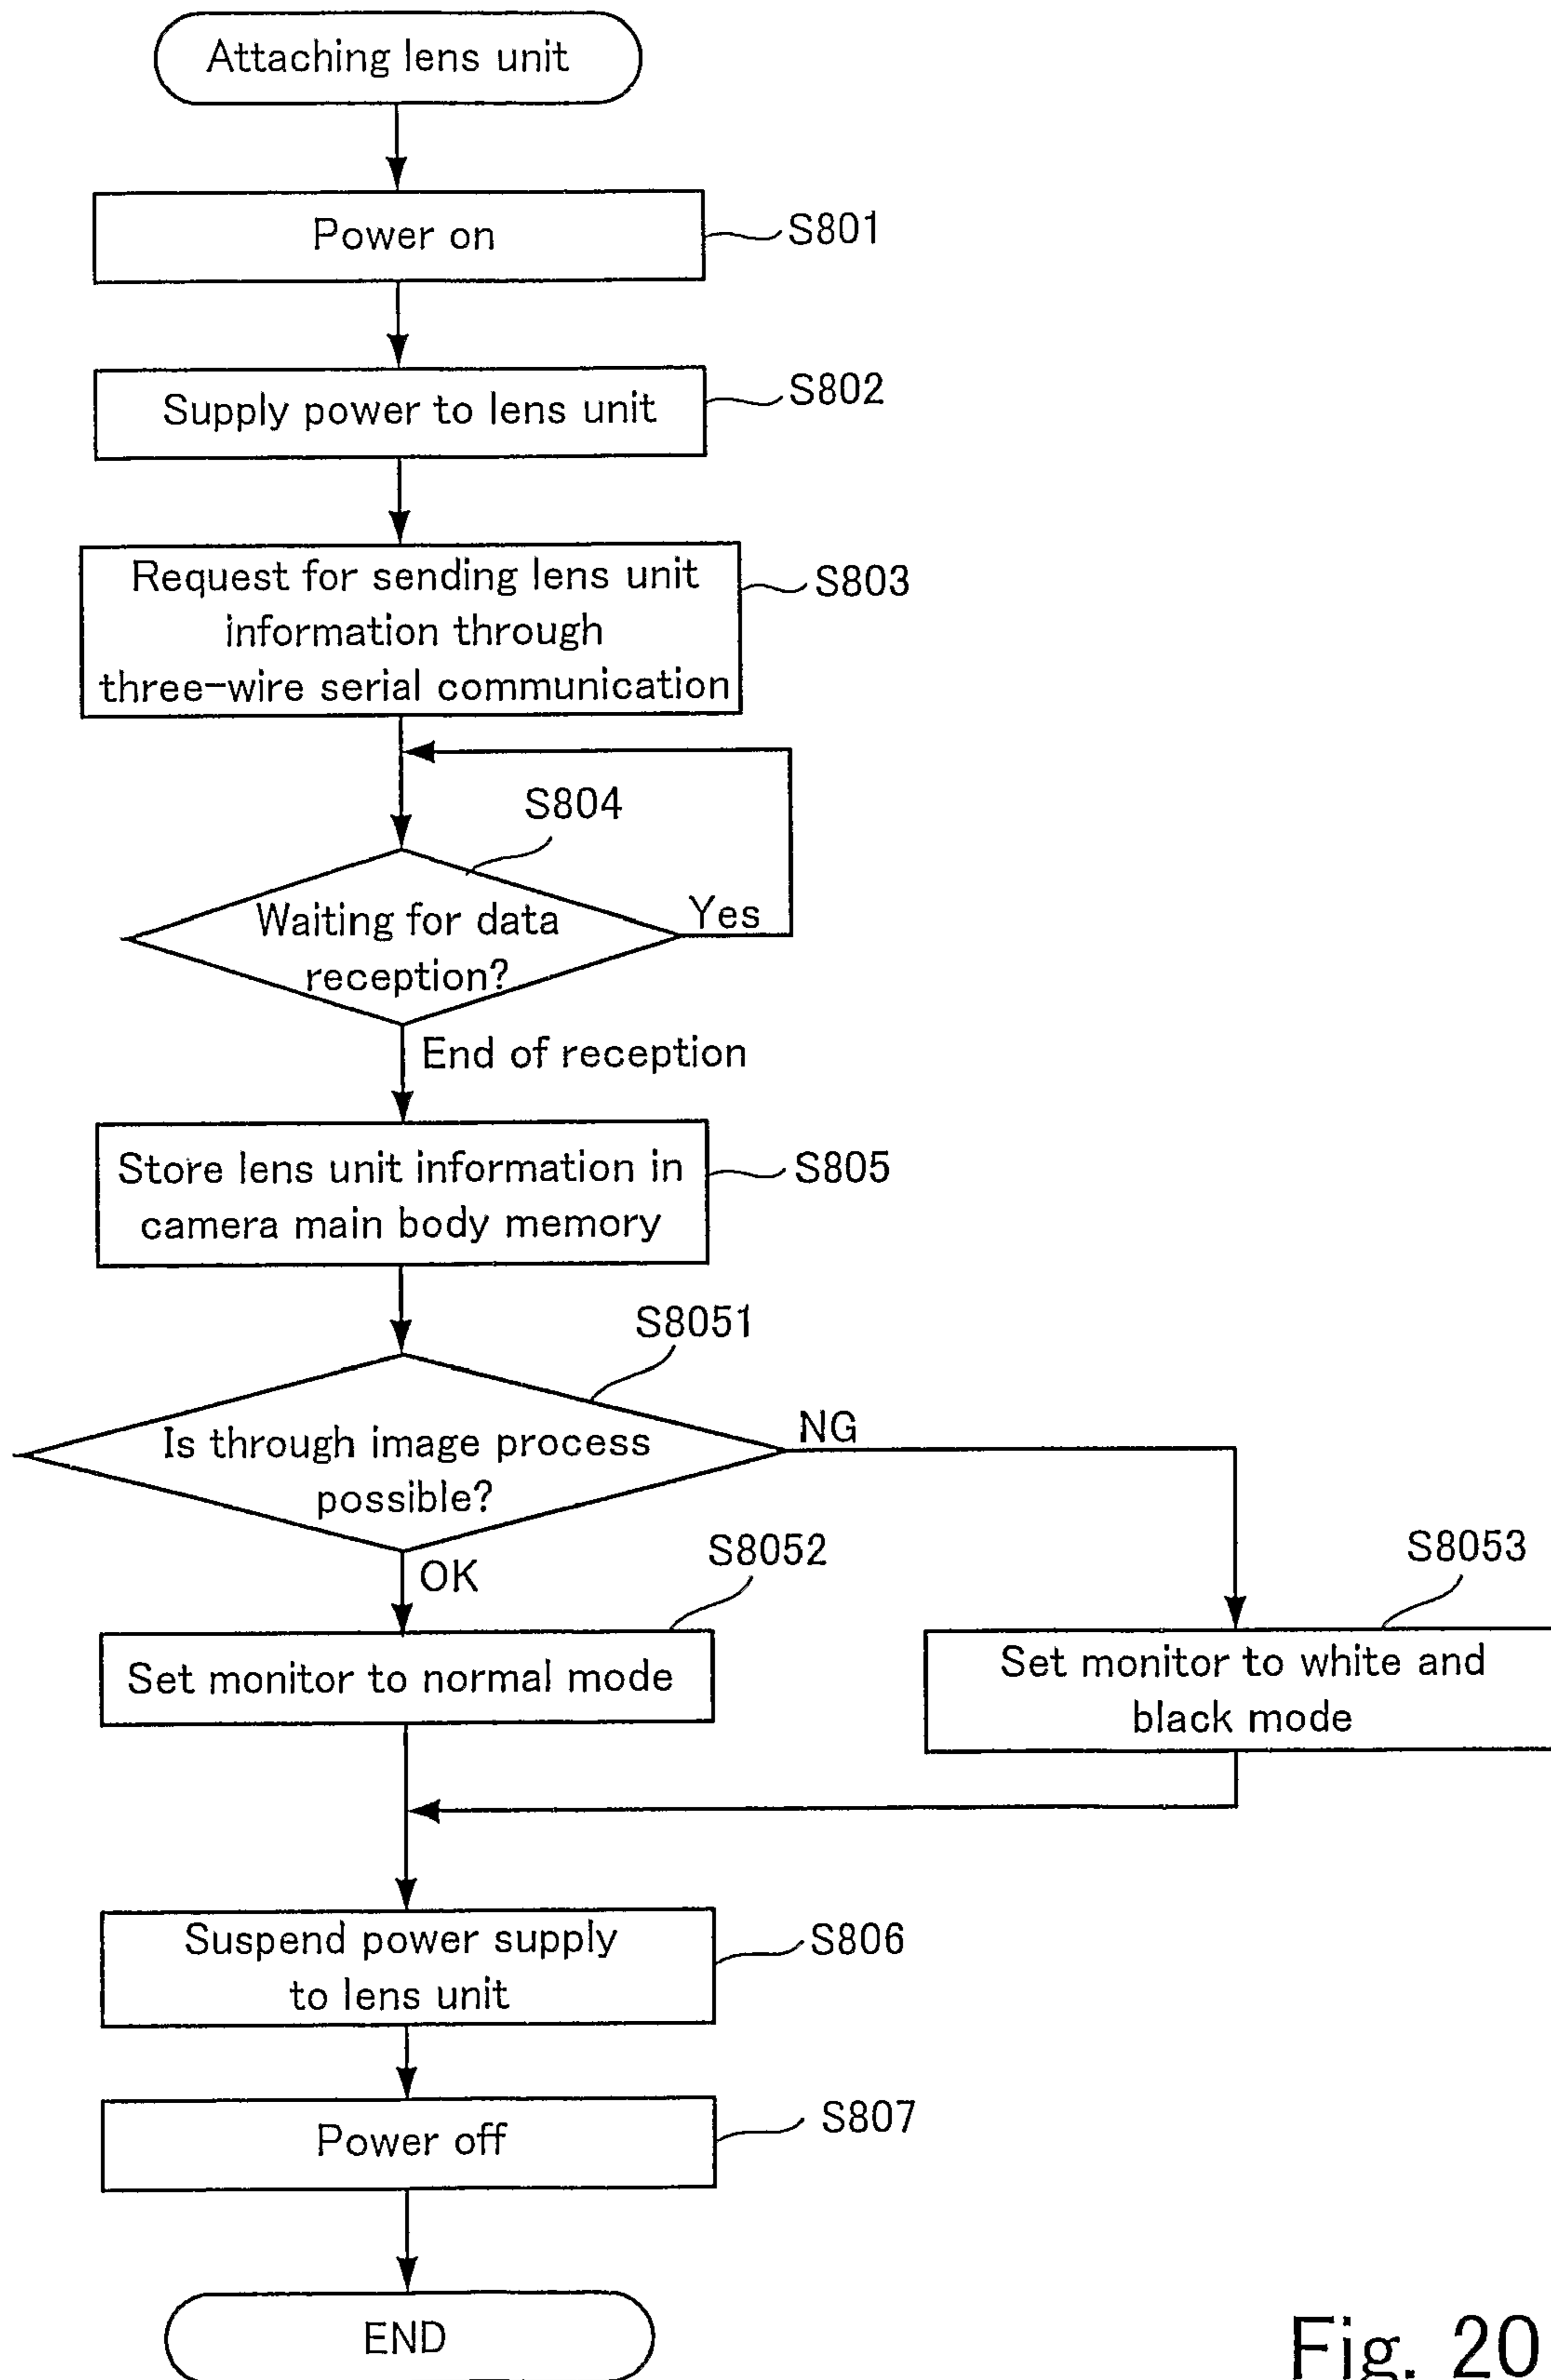 Attaching lens unit
Power on
S801
Supply power to lens unit
S802
Request for sending lens unit
information through
three-wire serial communication
S803
S804
Waiting for data
reception?
Yes
End of reception
Store lens unit information in
camera main body memory
S805
S8051
Is through image process
possible?
NG
OK
S8052
Set monitor to normal mode
S8053
Set monitor to white and
black mode
Suspend power supply
to lens unit
S806
Power off
S807
END
Fig. 20